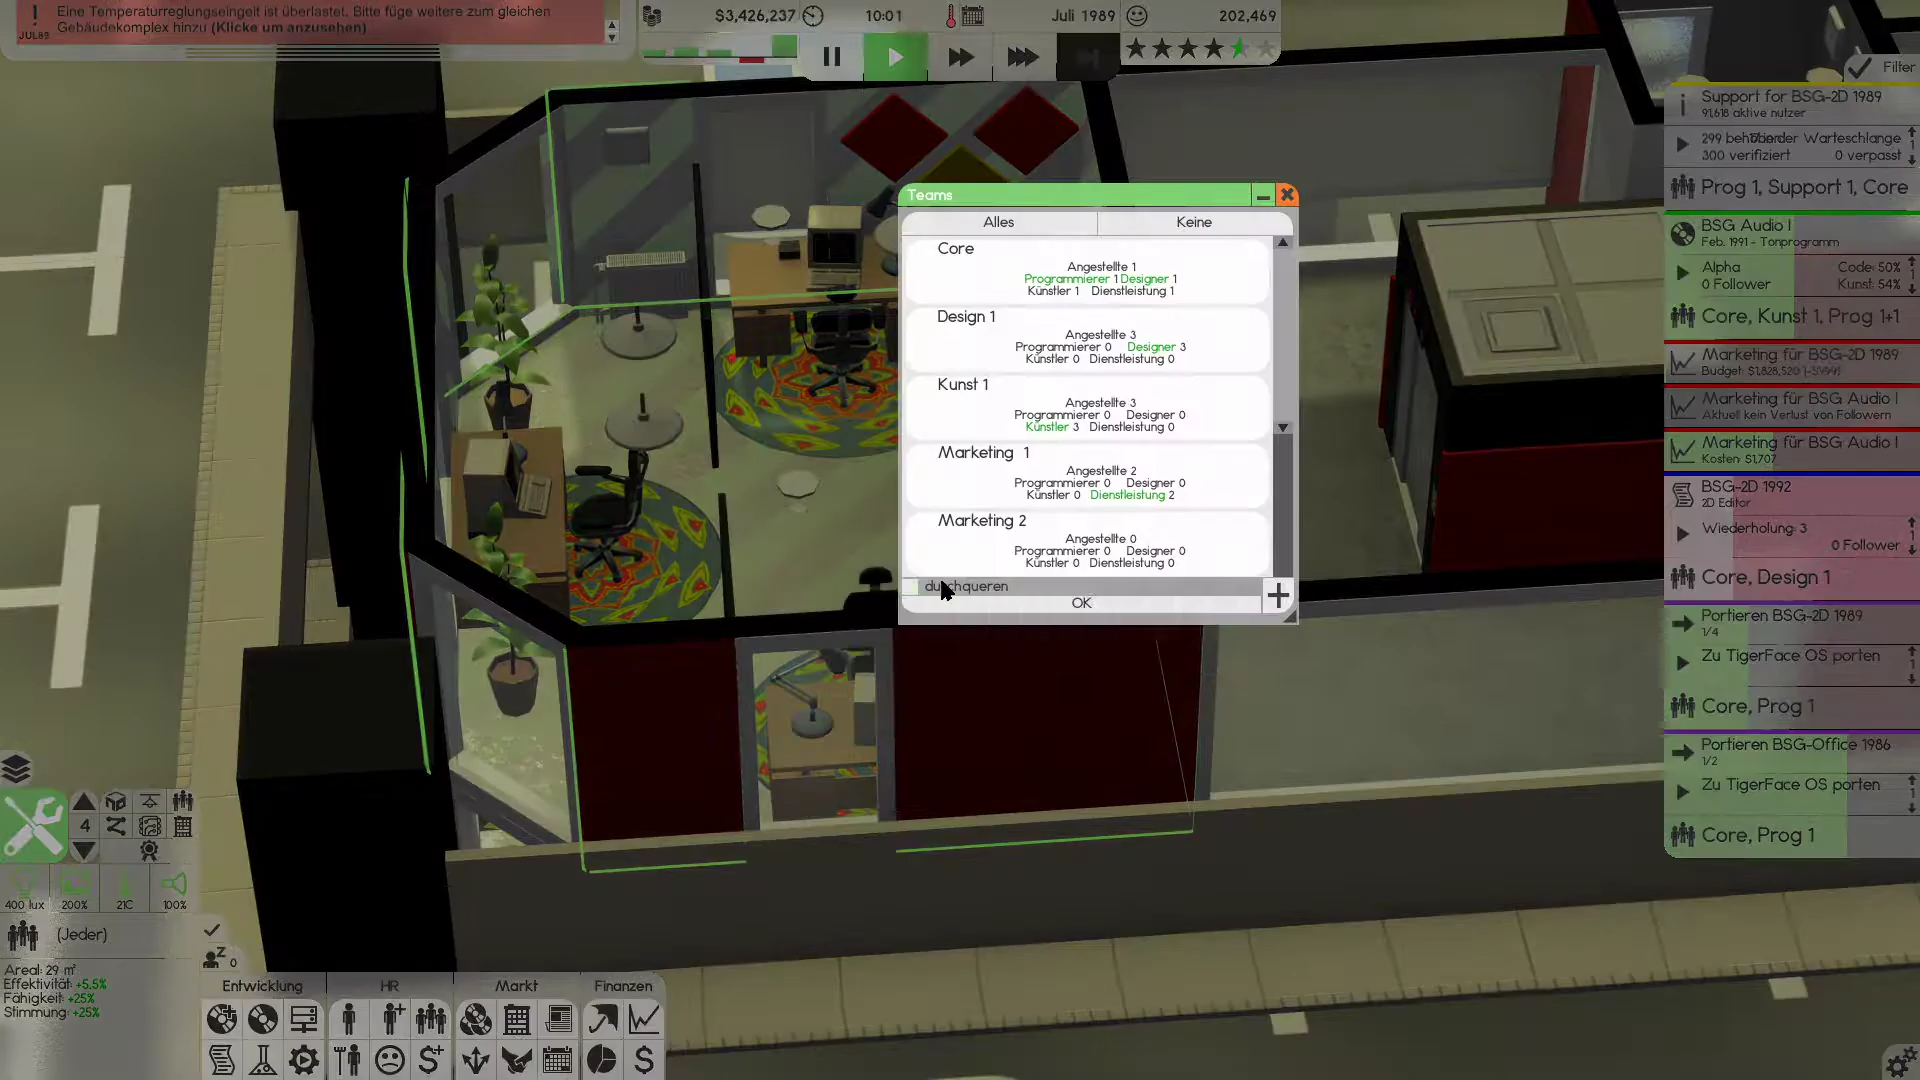 Eine Temperaturreglungseingeit ist überlastet. Bitte füge weitere zum gleichen
Gebäudekomplex hinzu (Klicke um anzusehen)
JUL89
$3,426,237
10:01
Juli 1989
202,469
Filter
Support for BSG-2D 1989
91,618 aktive nutzer
300 verifiziert
0 verpasst
Prog 1, Support 1, Core
BSG Audio I
Feb. 1991 - Tonprogramm
Alpha
Code: 50%
0 Follower
Kunst: 54%
Core, Kunst 1, Prog 1+1
Marketing für BSG-2D 1989
Budget: $1,828,520
Marketing für BSG Audio I
Aktuell kein Verlust von Followern
Marketing für BSG Audio I
Kosten: $1,707
BSG-2D 1992
2D Editor
Wiederholung: 3
0 Follower
Core, Design 1
Portieren BSG-2D 1989
1/4
Zu TigerFace OS porten
Core, Prog 1
Portieren BSG-Office 1986
1/2
Zu TigerFace OS porten
Core, Prog 1
Teams
Alles
Keine
Core
Angestellte 1
Programmierer 1 Designer 1
Künstler 1 Dienstleistung 1
Design 1
Angestellte 3
Programmierer 0 Designer 3
Künstler 0 Dienstleistung 0
Kunst 1
Angestellte 3
Programmierer 0 Designer 0
Künstler 3 Dienstleistung 0
Marketing 1
Angestellte 2
Programmierer 0 Designer 0
Künstler 0 Dienstleistung 2
Marketing 2
Angestellte 0
Programmierer 0 Designer 0
Künstler 0 Dienstleistung 0
durchqueren
OK
4
400 lux
200%
21C
100%
(Jeder)
Areal: 29 m²
Effektivität: +5.5%
Fähigkeit: +25%
Stimmung: +25%
0
Entwicklung
HR
Markt
Finanzen